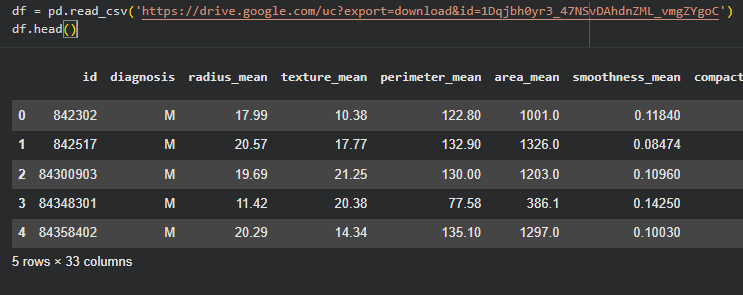 df = pd.read_csv('https://drive.google.com/uc?export=download&id=1Dqjbh0yr3_47NSvDAhdnZML_vmgZYgoC')
df.head()
id diagnosis radius_mean texture_mean perimeter_mean area_mean smoothness_mean compact
0 842302 M 17.99 10.38 122.80 1001.0 0.11840
1 842517 M 20.57 17.77 132.90 1326.0 0.08474
2 84300903 M 19.69 21.25 130.00 1203.0 0.10960
3 84348301 M 11.42 20.38 77.58 386.1 0.14250
4 84358402 M 20.29 14.34 135.10 1297.0 0.10030
5 rows × 33 columns